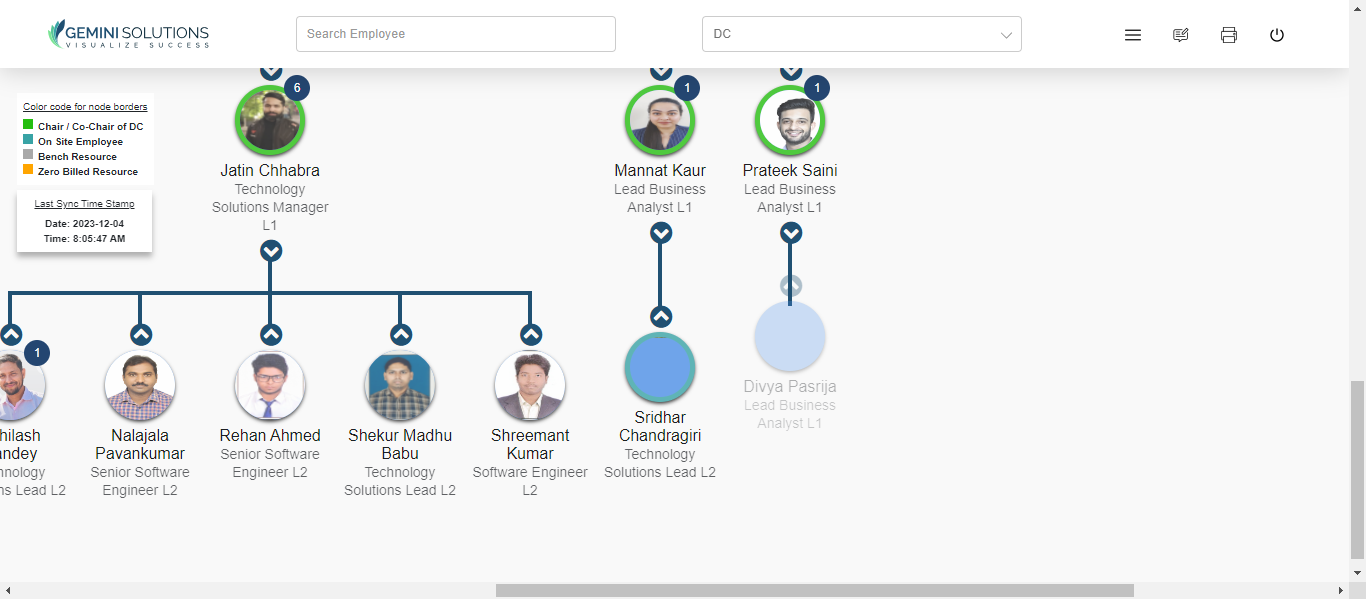 GEMINI SOLUTIONS
VISUALIZE SUCCESS
Search Employee
DC
Color code for node borders
Chair / Co-Chair of DC
On Site Employee
Bench Resource
Zero Billed Resource
Last Sync Time Stamp
Date: 2023-12-04
Time: 8:05:47 AM
6
Jatin Chhabra
Technology
Solutions Manager
L1
1
Mannat Kaur
Lead Business
Analyst L1
1
Prateek Saini
Lead Business
Analyst L1
1
hilash
andey
nology
ns Lead L2
Nalajala
Pavankumar
Senior Software
Engineer L2
Rehan Ahmed
Senior Software
Engineer L2
Shekur Madhu
Babu
Technology
Solutions Lead L2
Shreemant
Kumar
Software Engineer
L2
Sridhar
Chandragiri
Technology
Solutions Lead L2
Divya Pasrija
Lead Business
Analyst L1